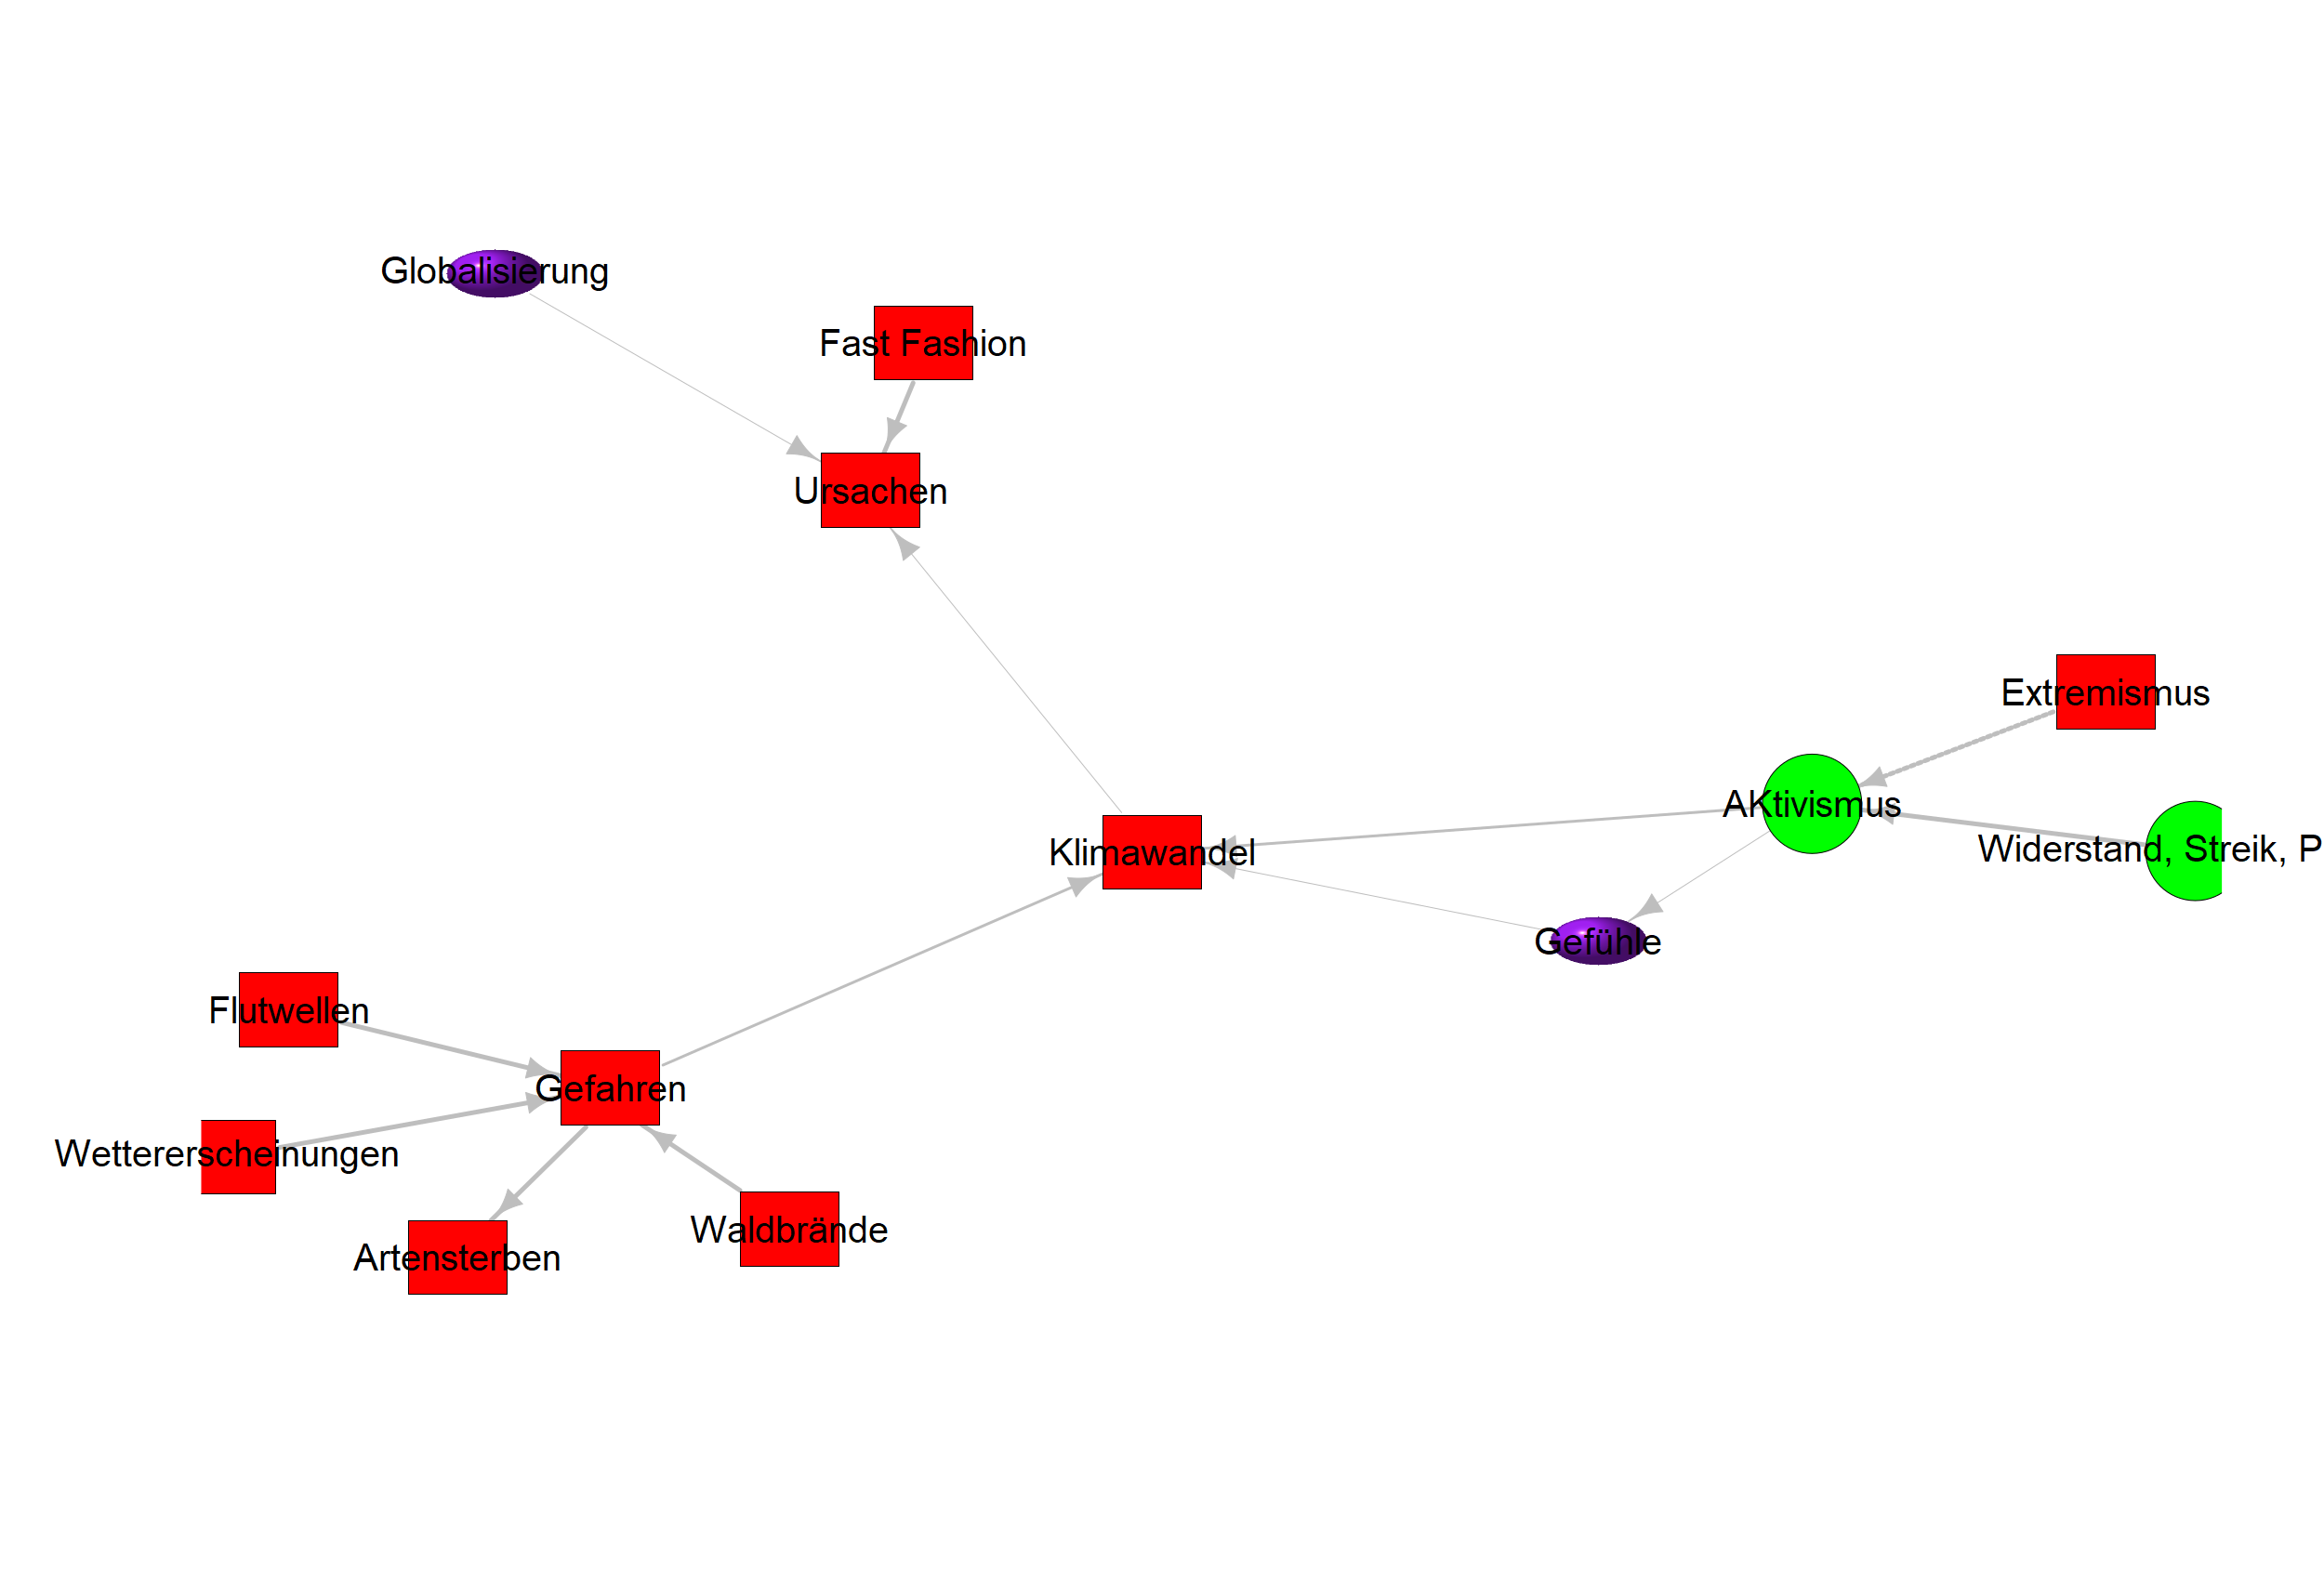 Globalisierung
Fast Fashion
Ursachen
Extremismus
AKtivismus
Widerstand, Streik, P
Klimawandel
Gefühle
Flutwellen
Gefahren
Wettererscheinungen
Waldbrände
Artensterben